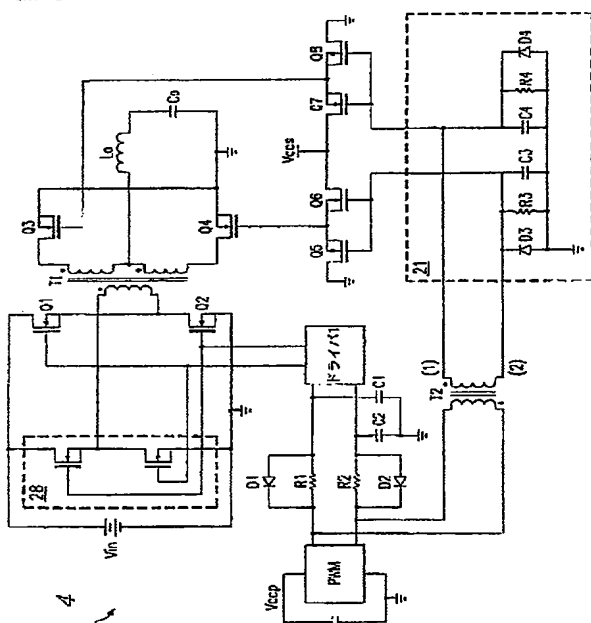 Q8
Q7
Vccs
Q6
Q5
D4
R4
C4
C3
R3
D3
21
Co
Lo
Q3
Q4
T1
Q1
Q2
28
Vin
4
ドライバ1
C1
C2
D1
R1
R2
D2
PWM
Vccp
(1)
T2
(2)